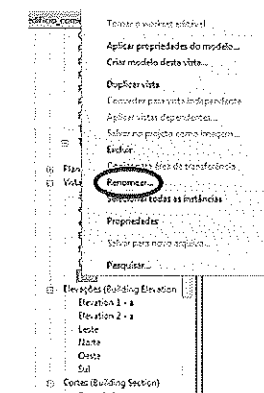 Tornar o workset editável
Aplicar propriedades do modelo...
Criar modelo desta vista...
Duplicar vista
Converter para vista independente
Aplicar vistas dependentes...
Salvar no projeto como imagem...
Excluir
Copiar para área de transferência
Renomear...
Selecionar todas as instâncias
Propriedades
Salvar para novo arquivo...
Pesquisar...
Elevações (Building Elevation
Elevation 1 - a
Elevation 2 - a
Leste
Norte
Oeste
Sul
Cortes (Building Section)